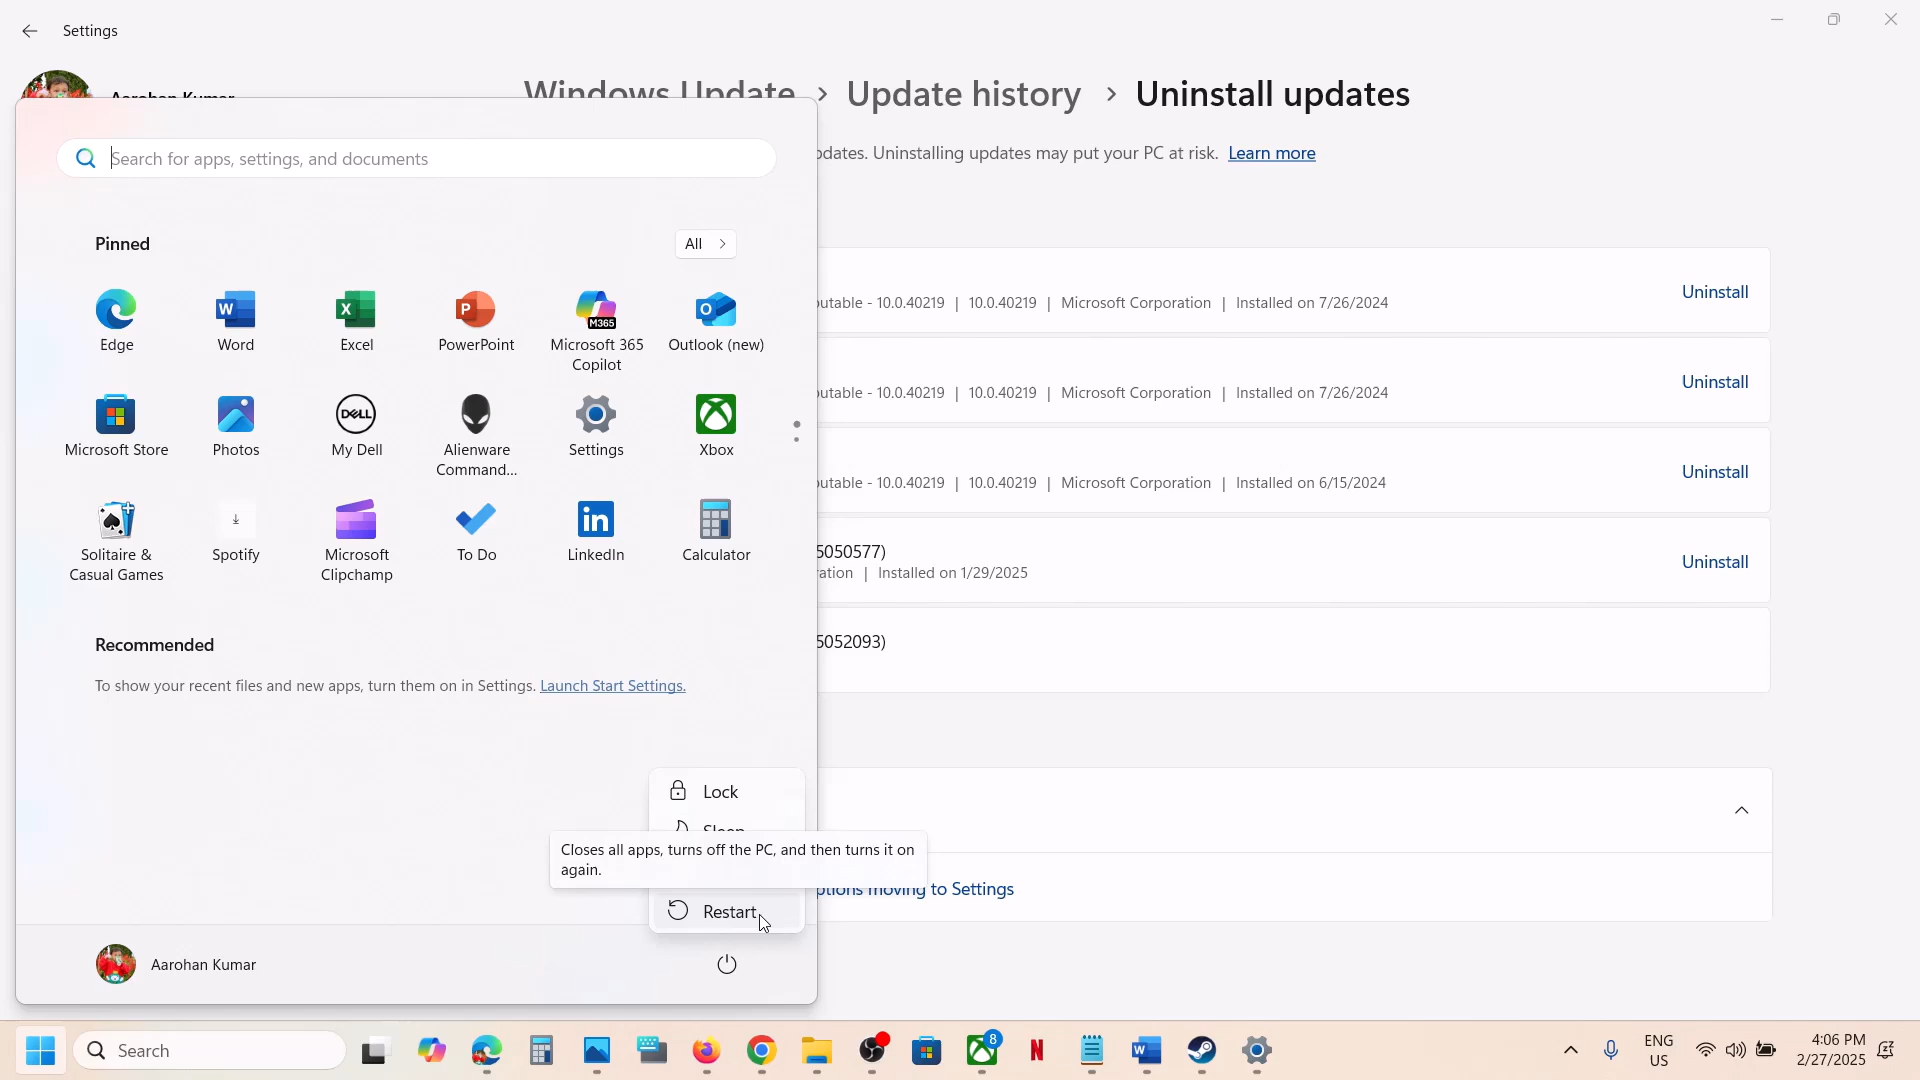 Settings
Aarohan Kumar
Windows Update > Update history > Uninstall updates
pdates. Uninstalling updates may put your PC at risk. Learn more
Search for apps, settings, and documents
Pinned
All >
Edge
Word
Excel
PowerPoint
M365
Microsoft 365
Copilot
Outlook (new)
Microsoft Store
Photos
DELL
My Dell
Alienware
Command...
Settings
Xbox
Solitaire &
Casual Games
Spotify
Microsoft
Clipchamp
To Do
LinkedIn
Calculator
Recommended
To show your recent files and new apps, turn them on in Settings. Launch Start Settings.
utable - 10.0.40219 | 10.0.40219 | Microsoft Corporation | Installed on 7/26/2024
Uninstall
utable - 10.0.40219 | 10.0.40219 | Microsoft Corporation | Installed on 7/26/2024
Uninstall
utable - 10.0.40219 | 10.0.40219 | Microsoft Corporation | Installed on 6/15/2024
Uninstall
5050577)
ration | Installed on 1/29/2025
Uninstall
5052093)
ptions moving to Settings
Lock
Sleep
Closes all apps, turns off the PC, and then turns it on
again.
Restart
Aarohan Kumar
Search
8
ENG
US
4:06 PM
2/27/2025